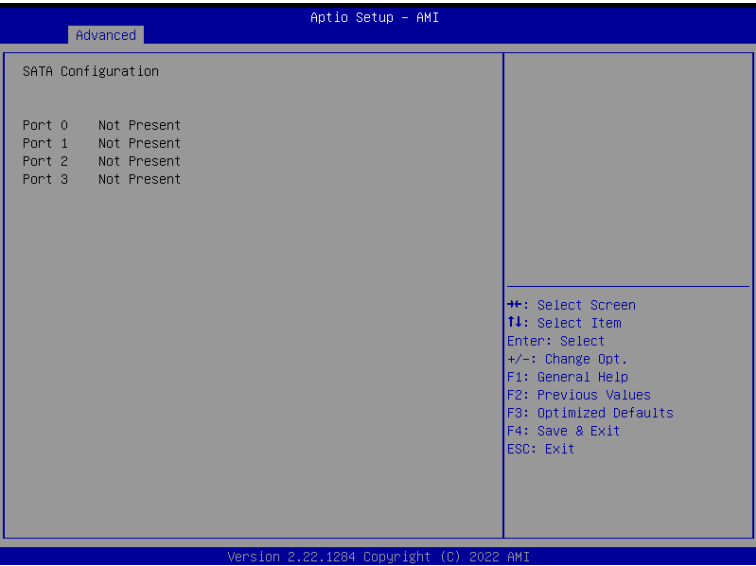 Aptio Setup – AMI
Advanced
SATA Configuration
Port 0 Not Present
Port 1 Not Present
Port 2 Not Present
Port 3 Not Present
→←: Select Screen
↑↓: Select Item
Enter: Select
+/-: Change Opt.
F1: General Help
F2: Previous Values
F3: Optimized Defaults
F4: Save & Exit
ESC: Exit
Version 2.22.1284 Copyright (C) 2022 AMI